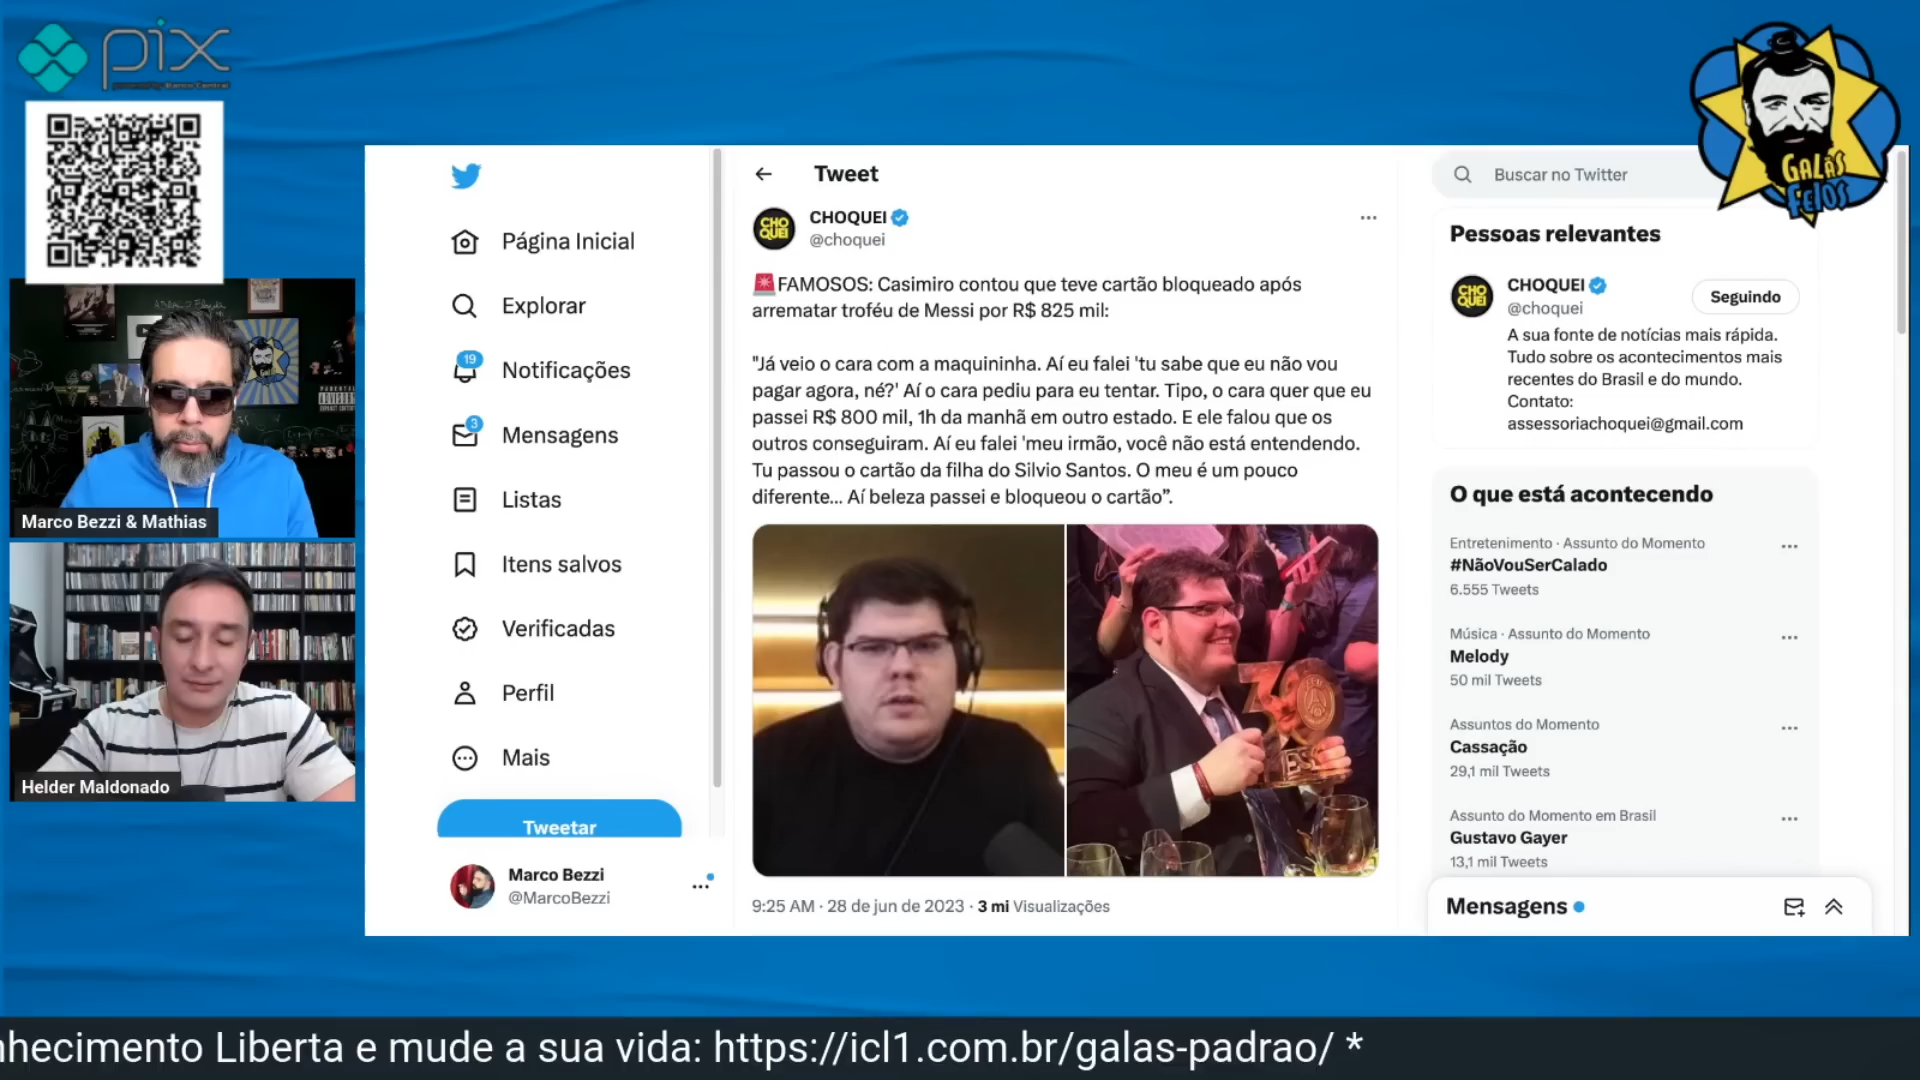 pix
powered by Banco Central
GALÃS
FEIOS
Marco Bezzi & Mathias
Helder Maldonado
Página Inicial
Explorar
19
Notificações
3
Mensagens
Listas
Itens salvos
Verificadas
Perfil
Mais
Tweetar
Marco Bezzi
@MarcoBezzi
Tweet
CHO
QUEI
CHOQUEI
@choquei
FAMOSOS: Casimiro contou que teve cartão bloqueado após
arrematar troféu de Messi por R$ 825 mil:
"Já veio o cara com a maquininha. Aí eu falei 'tu sabe que eu não vou
pagar agora, né?' Aí o cara pediu para eu tentar. Tipo, o cara quer que eu
passei R$ 800 mil, 1h da manhã em outro estado. E ele falou que os
outros conseguiram. Aí eu falei 'meu irmão, você não está entendendo.
Tu passou o cartão da filha do Silvio Santos. O meu é um pouco
diferente... Aí beleza passei e bloqueou o cartão”.
30
9:25 AM · 28 de jun de 2023 · 3 mi Visualizações
Buscar no Twitter
Pessoas relevantes
CHO
QUEI
CHOQUEI
@choquei
Seguindo
A sua fonte de notícias mais rápida.
Tudo sobre os acontecimentos mais
recentes do Brasil e do mundo.
Contato:
assessoriachoquei@gmail.com
O que está acontecendo
Entretenimento · Assunto do Momento
#NãoVouSerCalado
6.555 Tweets
Música · Assunto do Momento
Melody
50 mil Tweets
Assuntos do Momento
Cassação
29,1 mil Tweets
Assunto do Momento em Brasil
Gustavo Gayer
13,1 mil Tweets
Mensagens
nhecimento Liberta e mude a sua vida: https://icl1.com.br/galas-padrao/ *